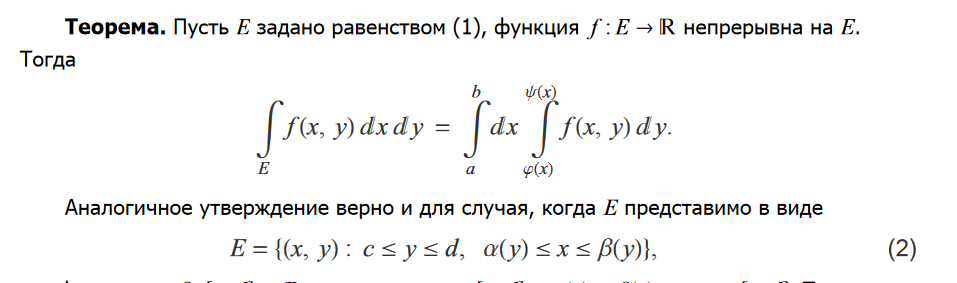 Теорема. Пусть E задано равенством (1), функция f : E → ℝ непрерывна на E.
Тогда
∫_E f(x, y) dx dy = ∫_a^b dx ∫_{φ(x)}^{ψ(x)} f(x, y) dy.
Аналогичное утверждение верно и для случая, когда E представимо в виде
E = {(x, y) : c ≤ y ≤ d, α(y) ≤ x ≤ β(y)}, (2)